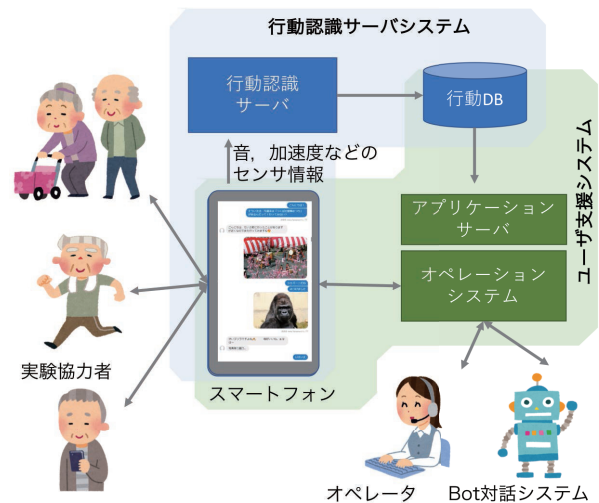 行動認識サーバシステム
行動認識
サーバ
行動DB
音，加速度などの
センサ情報
ユーザ支援システム
アプリケーション
サーバ
オペレーション
システム
実験協力者
スマートフォン
オペレータ
Bot対話システム